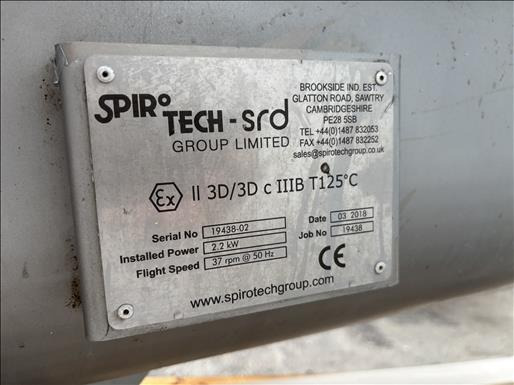 SPIRO TECH - srd
GROUP LIMITED
BROOKSIDE IND. EST.
GLATTON ROAD, SAWTRY
CAMBRIDGESHIRE
PE28 5SB
TEL +44(0)1487 832053
FAX +44(0)1487 832252
sales@spirotechgroup.co.uk
Ex II 3D/3D c IIIB T125°C
Serial No 19438-02
Installed Power 2.2 kW
Flight Speed 37 rpm @ 50 Hz
Date 03 2018
Job No 19438
CE
www.spirotechgroup.com